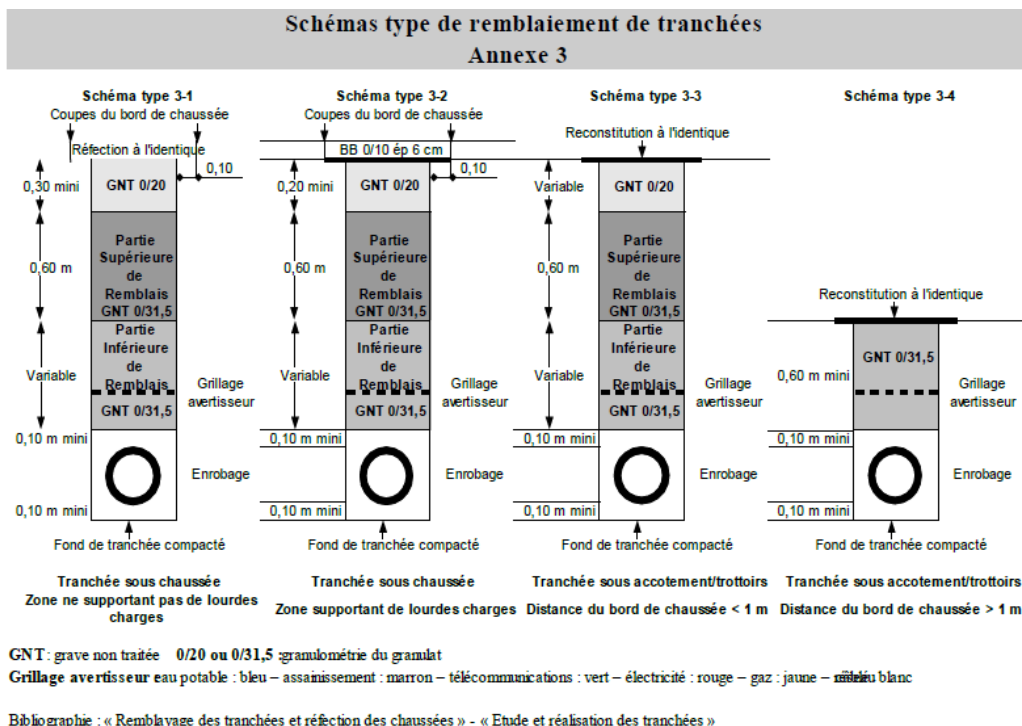 Schémas type de remblaiement de tranchées
Annexe 3
Schéma type 3-1
Coupes du bord de chaussée
Réfection à l'identique
0,10
0,30 mini
GNT 0/20
0,60 m
Partie
Supérieure
de
Remblais
GNT 0/31,5
Variable
Partie
Inférieure
de
Remblais
GNT 0/31,5
Grillage
avertisseur
0,10 m mini
Enrobage
0,10 m mini
Fond de tranchée compacté
Tranchée sous chaussée
Zone ne supportant pas de lourdes
charges
Schéma type 3-2
Coupes du bord de chaussée
BB 0/10 ép 6 cm
0,10
0,20 mini
GNT 0/20
0,60 m
Partie
Supérieure
de
Remblais
GNT 0/31,5
Variable
Partie
Inférieure
de
Remblais
GNT 0/31,5
Grillage
avertisseur
0,10 m mini
Enrobage
0,10 m mini
Fond de tranchée compacté
Tranchée sous chaussée
Zone supportant de lourdes charges
Schéma type 3-3
Reconstitution à l'identique
Variable
GNT 0/20
0,60 m
Partie
Supérieure
de
Remblais
GNT 0/31,5
Variable
Partie
Inférieure
de
Remblais
GNT 0/31,5
Grillage
avertisseur
0,10 m mini
Enrobage
0,10 m mini
Fond de tranchée compacté
Tranchée sous accotement/trottoirs
Distance du bord de chaussée < 1 m
Schéma type 3-4
Reconstitution à l'identique
GNT 0/31,5
0,60 m mini
Grillage
avertisseur
0,10 m mini
Enrobage
0,10 m mini
Fond de tranchée compacté
Tranchée sous accotement/trottoirs
Distance du bord de chaussée > 1 m
GNT : grave non traitée 0/20 ou 0/31,5 : granulométrie du granulat
Grillage avertisseur eau potable : bleu – assainissement : marron – télécommunications : vert – électricité : rouge – gaz : jaune – blanc
Bibliographie : « Remblayage des tranchées et réfection des chaussées » - « Etude et réalisation des tranchées »